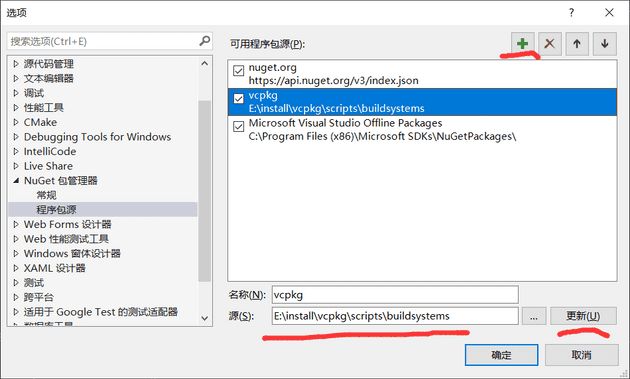 选项
搜索选项(Ctrl+E)
源代码管理
文本编辑器
调试
性能工具
CMake
Debugging Tools for Windows
IntelliCode
Live Share
NuGet 包管理器
常规
程序包源
Web Forms 设计器
Web 性能测试工具
Windows 窗体设计器
XAML 设计器
测试
跨平台
适用于 Google Test 的测试适配器
数据库工具
可用程序包源(P):
nuget.org
https://api.nuget.org/v3/index.json
vcpkg
E:\install\vcpkg\scripts\buildsystems
Microsoft Visual Studio Offline Packages
C:\Program Files (x86)\Microsoft SDKs\NuGetPackages\
名称(N): vcpkg
源(S): E:\install\vcpkg\scripts\buildsystems ... 更新(U)
确定 取消